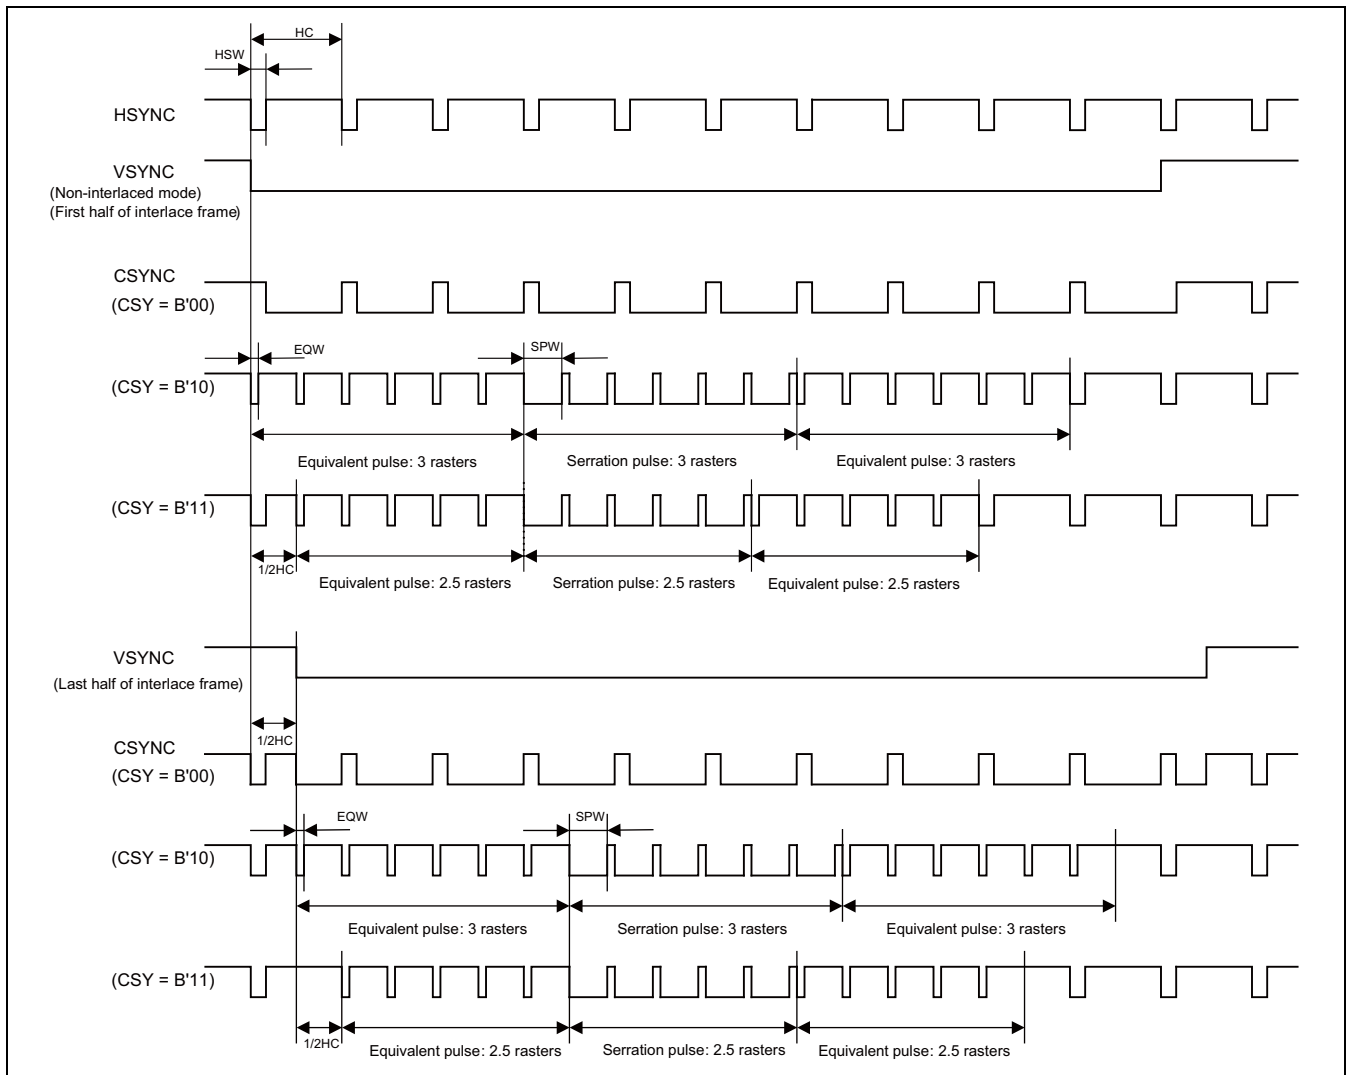 HC
HSW
HSYNC
VSYNC
(Non-interlaced mode)
(First half of interlace frame)
CSYNC
(CSY = B'00)
EQW
SPW
(CSY = B'10)
Equivalent pulse: 3 rasters
Serration pulse: 3 rasters
Equivalent pulse: 3 rasters
(CSY = B'11)
1/2HC
Equivalent pulse: 2.5 rasters
Serration pulse: 2.5 rasters
Equivalent pulse: 2.5 rasters
VSYNC
(Last half of interlace frame)
1/2HC
CSYNC
(CSY = B'00)
EQW
SPW
(CSY = B'10)
Equivalent pulse: 3 rasters
Serration pulse: 3 rasters
Equivalent pulse: 3 rasters
(CSY = B'11)
1/2HC
Equivalent pulse: 2.5 rasters
Serration pulse: 2.5 rasters
Equivalent pulse: 2.5 rasters